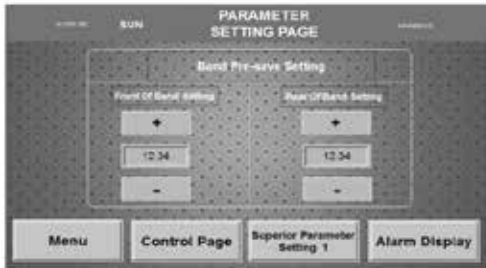 SUN
PARAMETER
SETTING PAGE
Band Pre-save Setting
Front Of Band Setting
Rear Of Band Setting
+
+
12.34
12.34
-
-
Menu
Control Page
Superior Parameter
Setting 1
Alarm Display